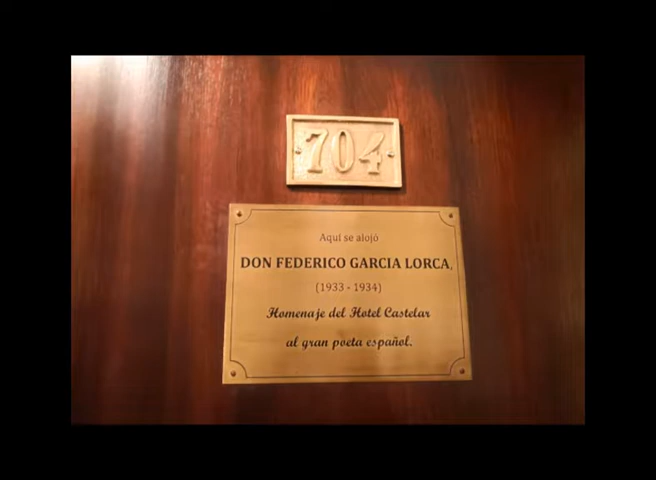 704
Aquí se alojó
DON FEDERICO GARCIA LORCA,
(1933 - 1934)
Homenaje del Hotel Castelar
al gran poeta español.